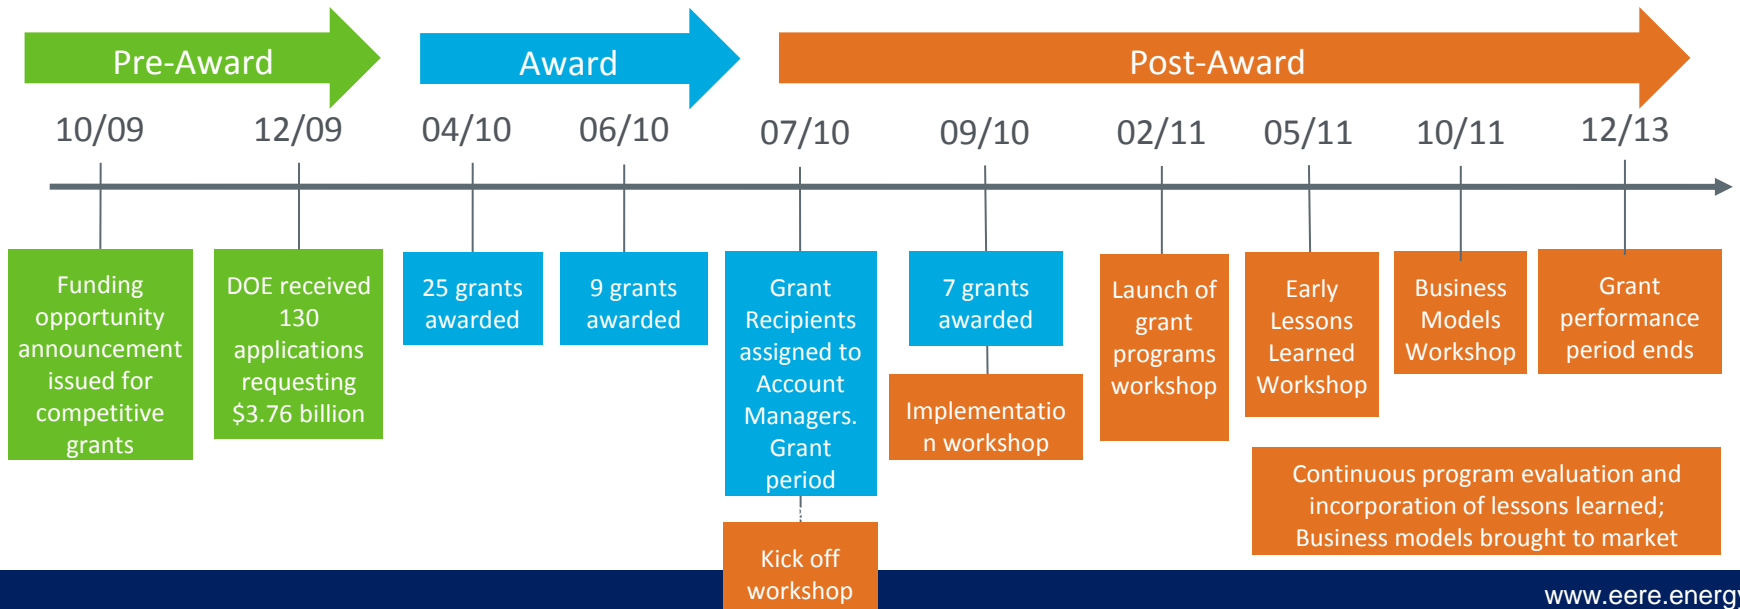 Pre-Award
Award
Post-Award
10/09
12/09
04/10
06/10
07/10
09/10
02/11
05/11
10/11
12/13
Funding
opportunity
announcement
issued for
competitive
grants
DOE received
130
applications
requesting
$3.76 billion
25 grants
awarded
9 grants
awarded
Grant
Recipients
assigned to
Account
Managers.
Grant
period
Kick off
workshop
7 grants
awarded
Implementatio
n workshop
Launch of
grant
programs
workshop
Early
Lessons
Learned
Workshop
Business
Models
Workshop
Grant
performance
period ends
Continuous program evaluation and
incorporation of lessons learned;
Business models brought to market
www.eere.energy